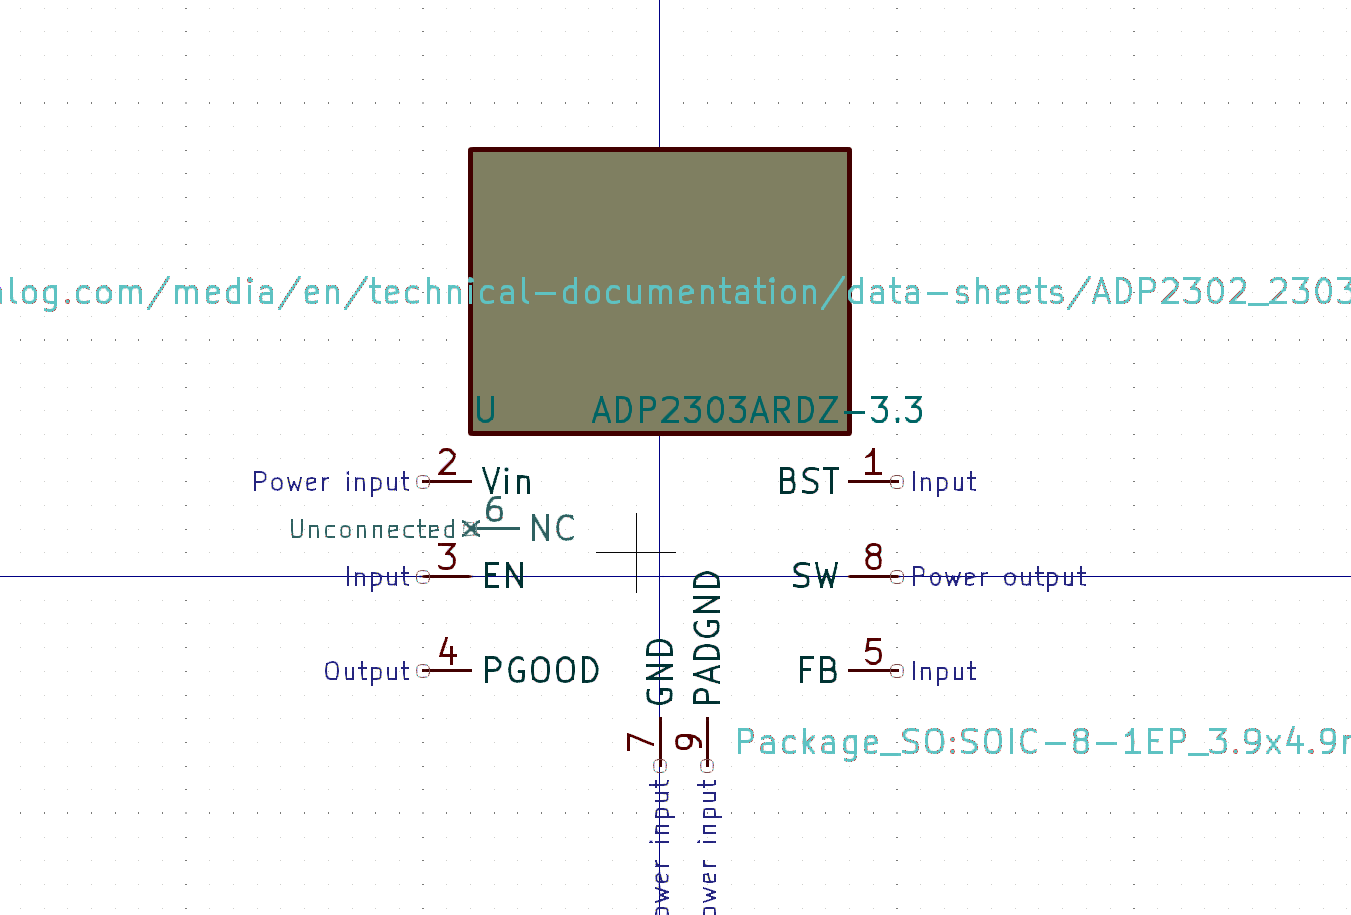 alog.com/media/en/technical-documentation/data-sheets/ADP2302_2303
U ADP2303ARDZ-3.3
Power input 2 Vin
BST 1 Input
Unconnected 6 NC
Input 3 EN
SW 8 Power output
Output 4 PGOOD
FB 5 Input
GND 7
PADGND 9
Package_SO:SOIC-8-1EP_3.9x4.9
ower input
ower input